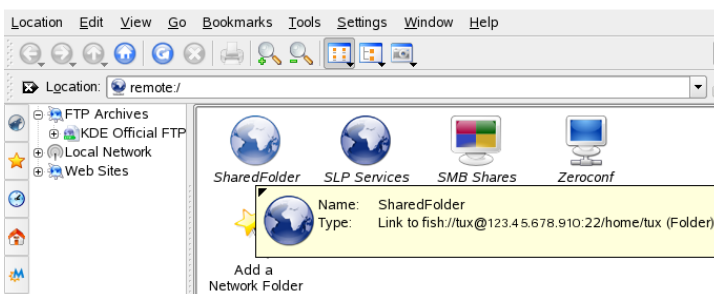 Location Edit View Go Bookmarks Tools Settings Window Help
Location: remote:/
FTP Archives
KDE Official FTP
Local Network
Web Sites
SharedFolder SLP Services SMB Shares Zeroconf
Name: SharedFolder
Type: Link to fish://tux@123.45.678.910:22/home/tux (Folder)
Add a
Network Folder